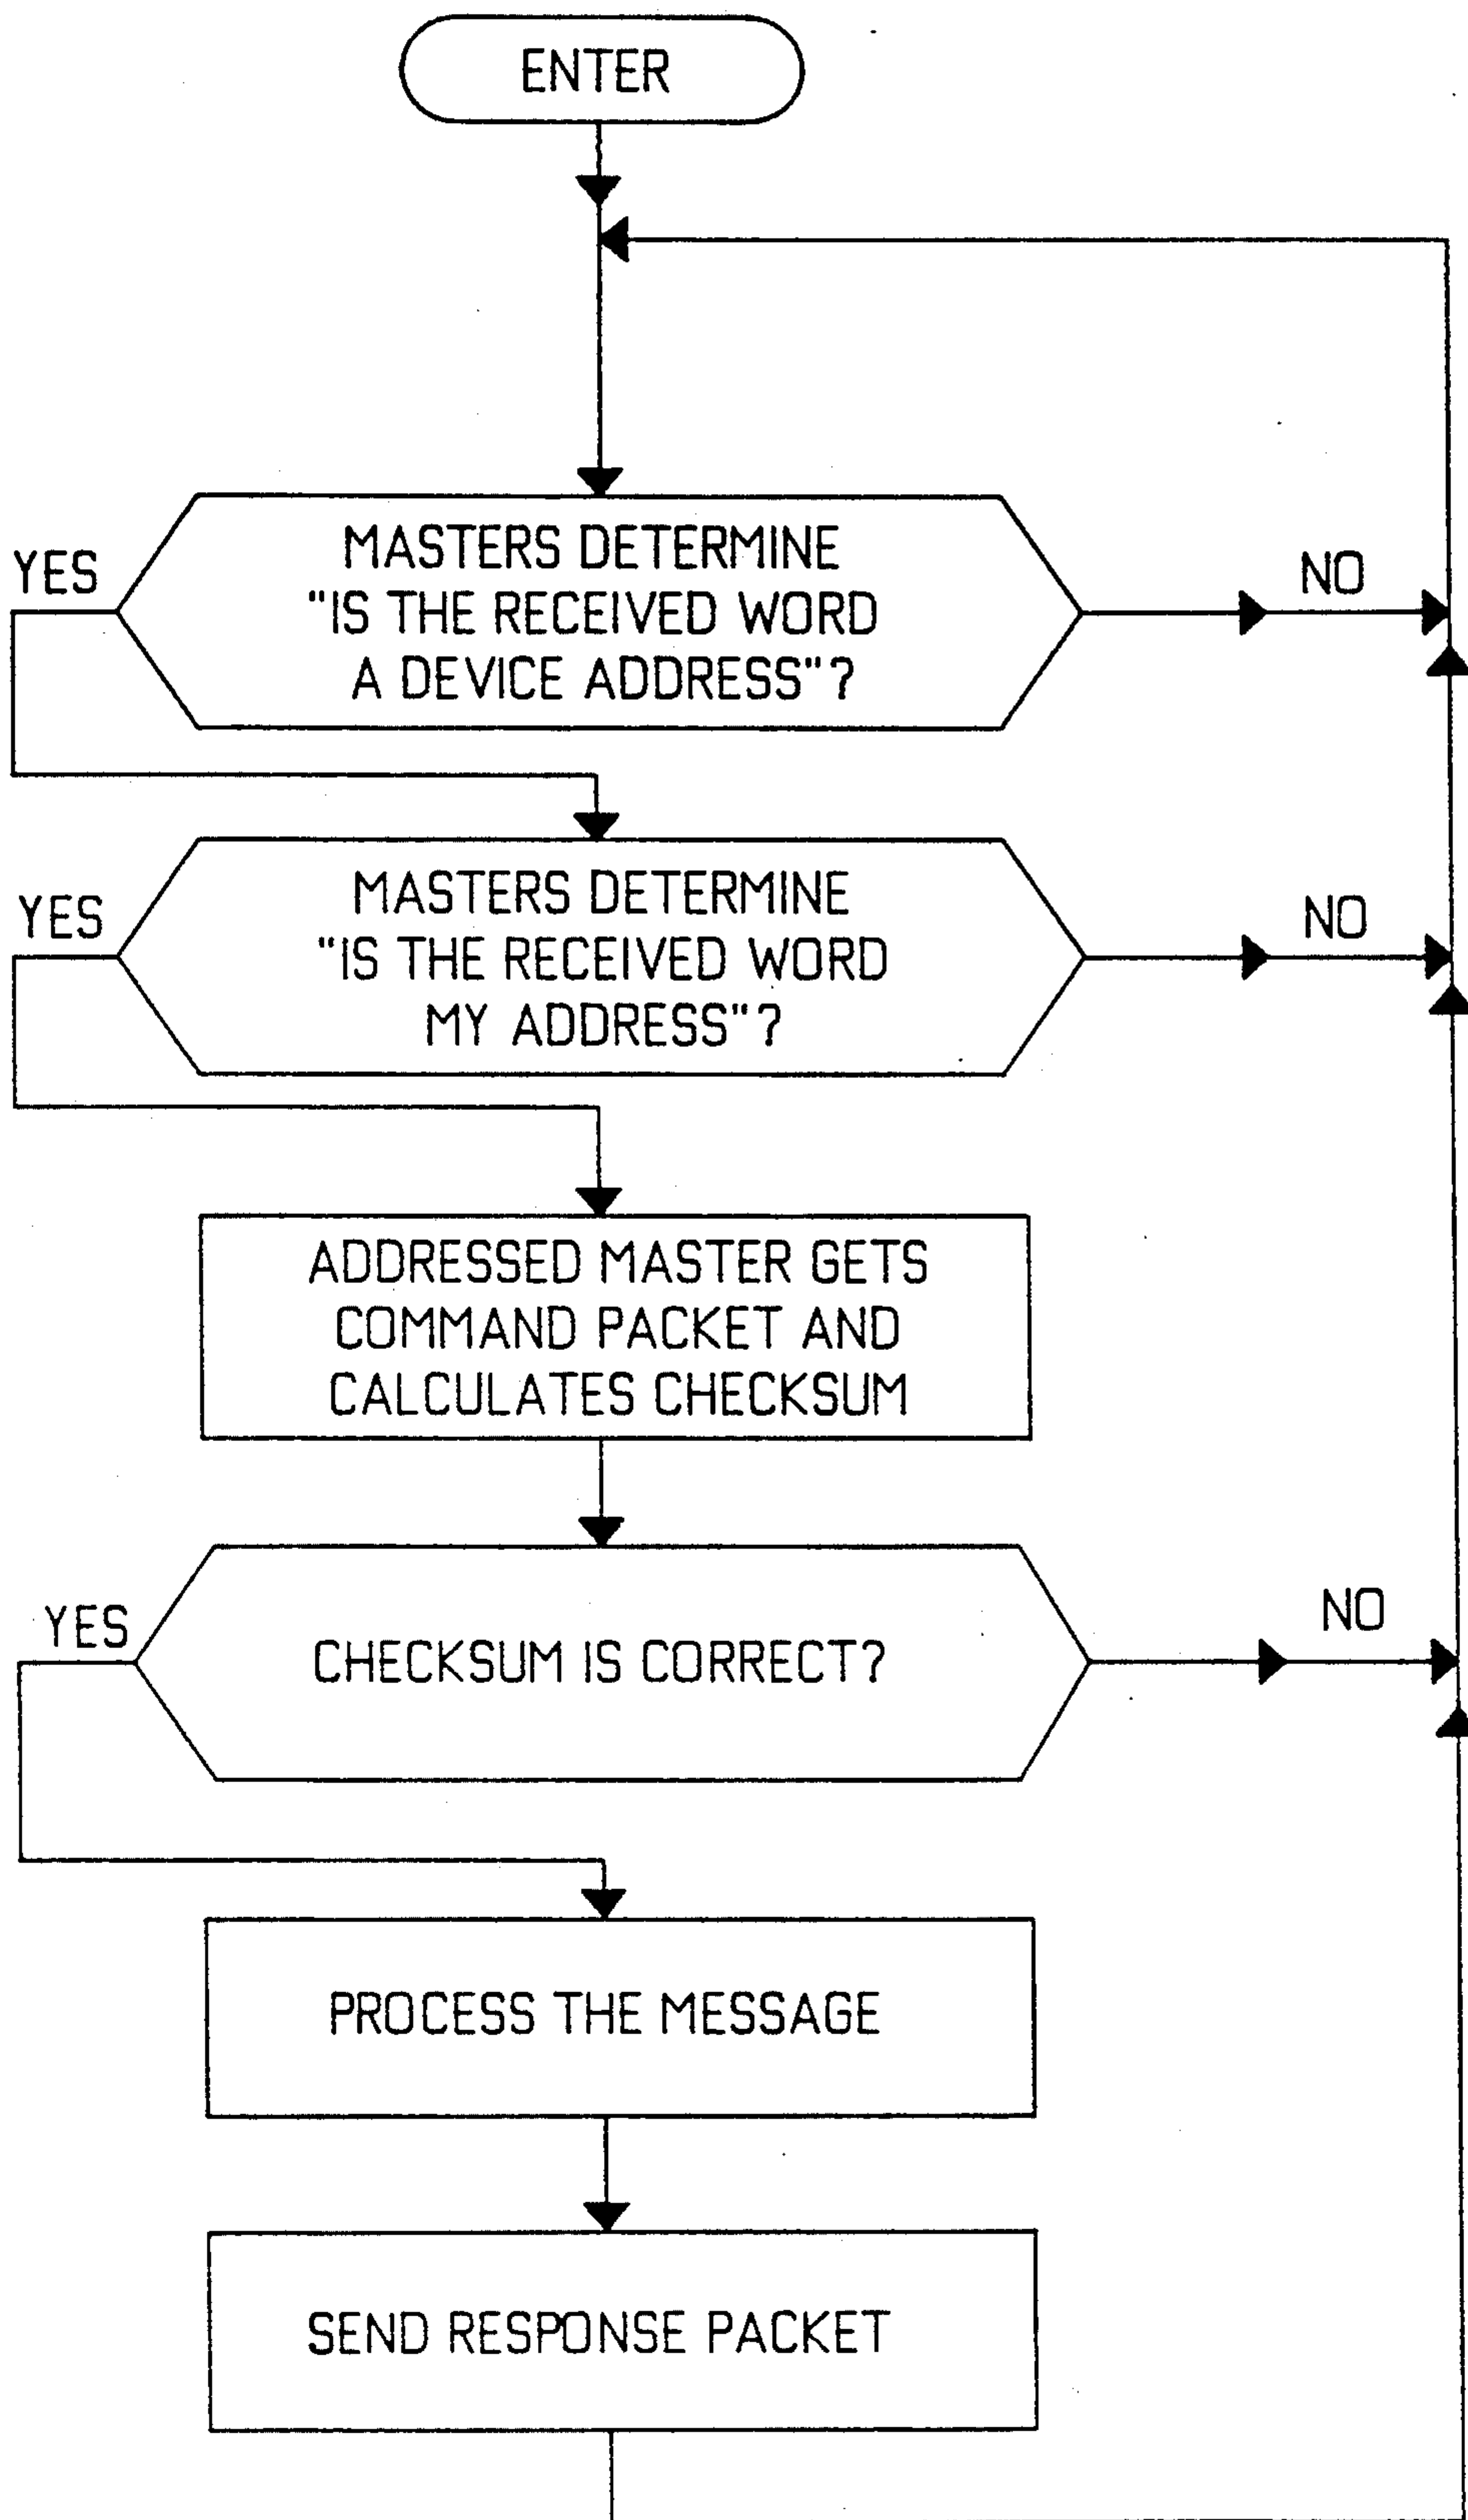 ENTER
MASTERS DETERMINE
"IS THE RECEIVED WORD
A DEVICE ADDRESS"?
YES
NO
MASTERS DETERMINE
"IS THE RECEIVED WORD
MY ADDRESS"?
YES
NO
ADDRESSED MASTER GETS
COMMAND PACKET AND
CALCULATES CHECKSUM
CHECKSUM IS CORRECT?
YES
NO
PROCESS THE MESSAGE
SEND RESPONSE PACKET